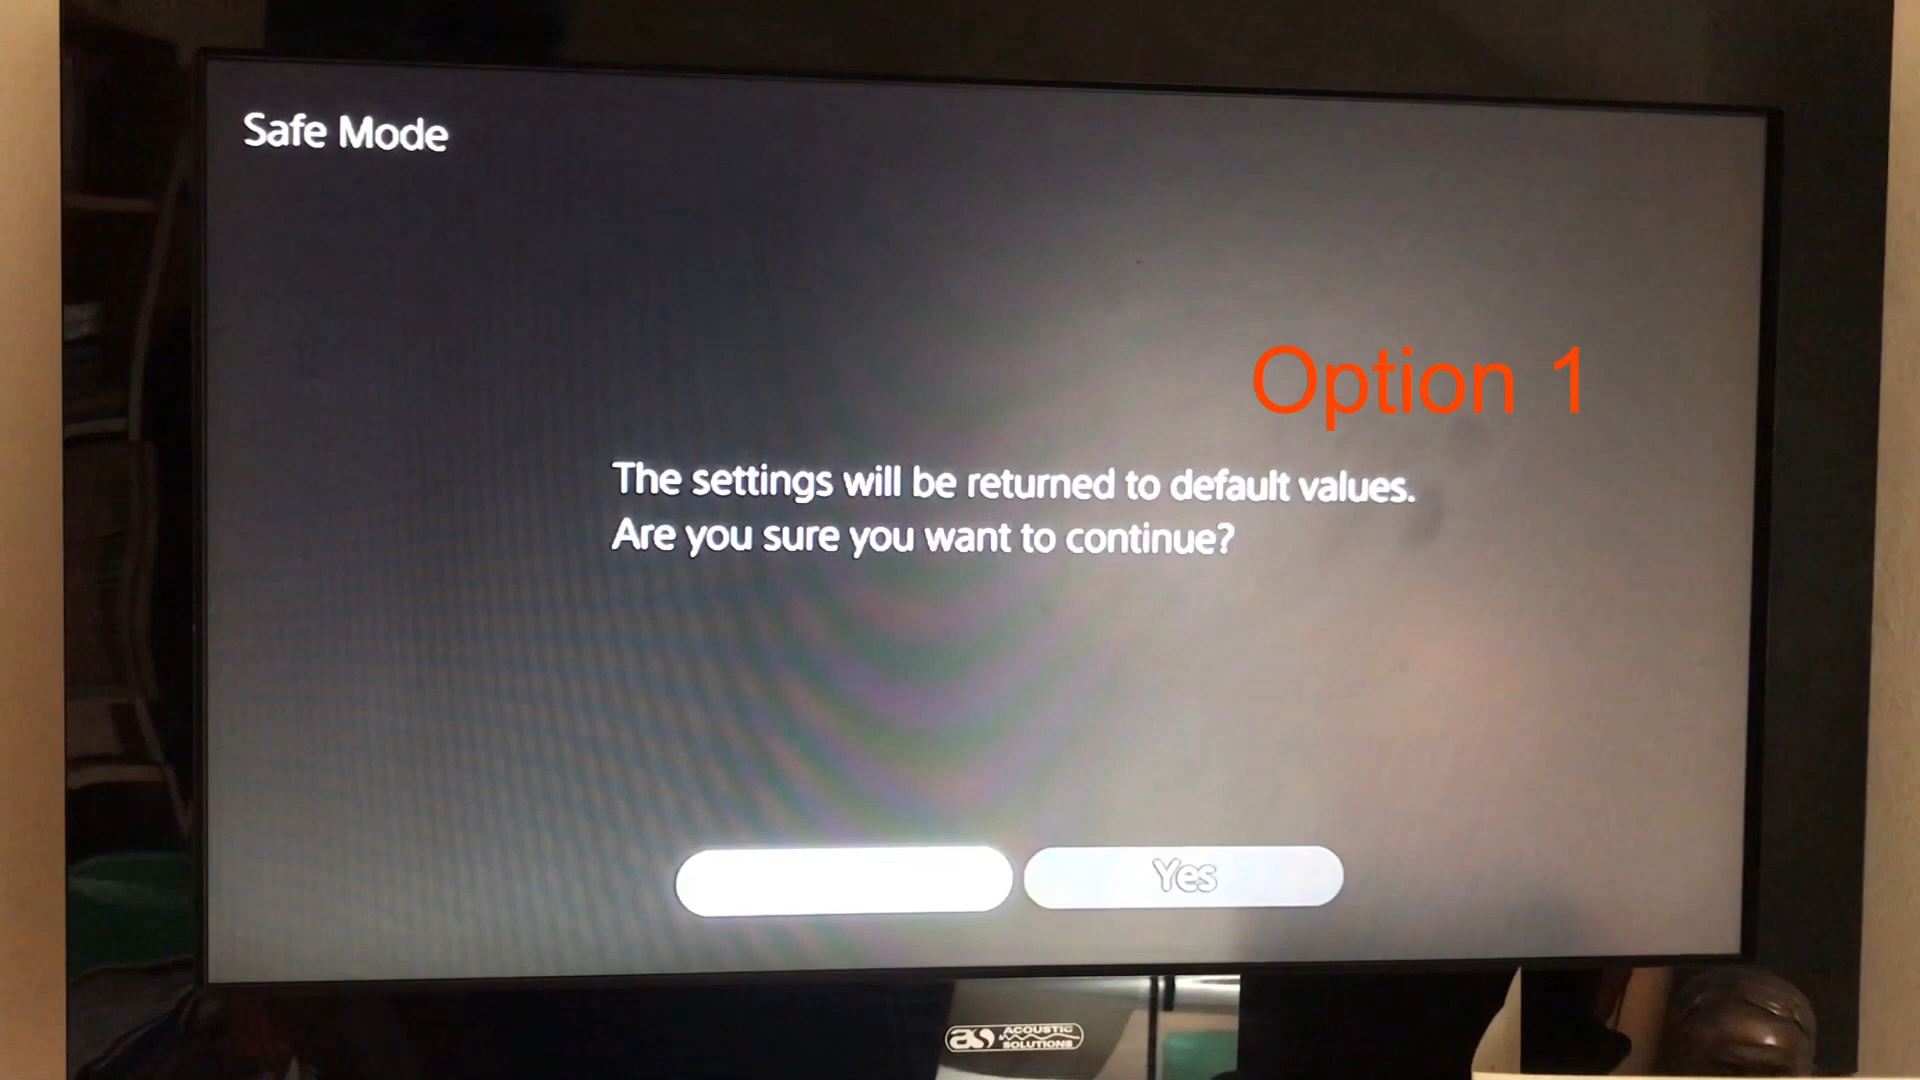 Safe Mode
Option 1
The settings will be returned to default values.
Are you sure you want to continue?
Yes
as ACOUSTIC
SOLUTIONS